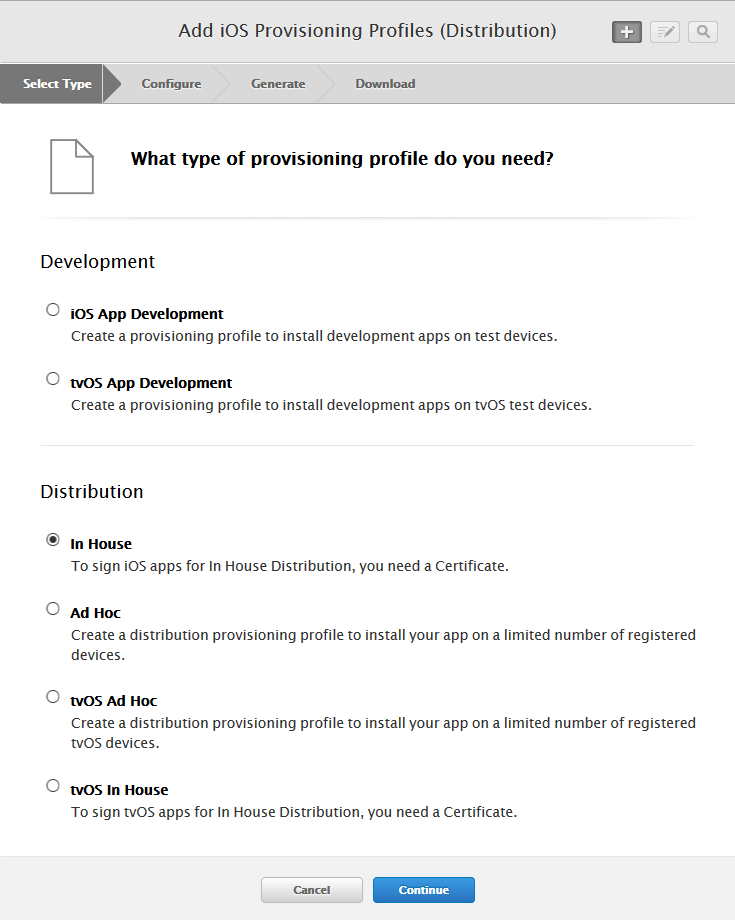 Add iOS Provisioning Profiles (Distribution)
Select Type
Configure
Generate
Download
What type of provisioning profile do you need?
Development
iOS App Development
Create a provisioning profile to install development apps on test devices.
tvOS App Development
Create a provisioning profile to install development apps on tvOS test devices.
Distribution
In House
To sign iOS apps for In House Distribution, you need a Certificate.
Ad Hoc
Create a distribution provisioning profile to install your app on a limited number of registered
devices.
tvOS Ad Hoc
Create a distribution provisioning profile to install your app on a limited number of registered
tvOS devices.
tvOS In House
To sign tvOS apps for In House Distribution, you need a Certificate.
Cancel
Continue